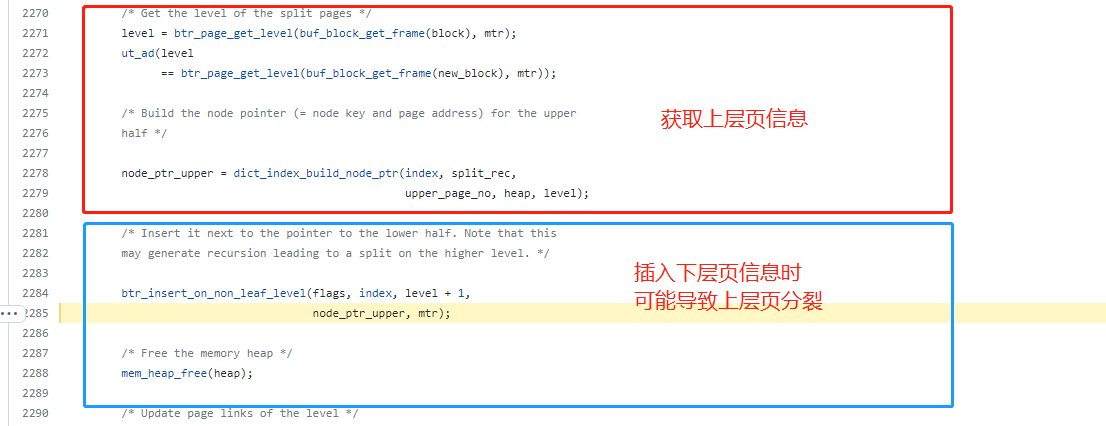 2270 /* Get the level of the split pages */
2271 level = btr_page_get_level(buf_block_get_frame(block), mtr);
2272 ut_ad(level
2273 == btr_page_get_level(buf_block_get_frame(new_block), mtr));
2274
2275 /* Build the node pointer (= node key and page address) for the upper
2276 half */
获取上层页信息
2277
2278 node_ptr_upper = dict_index_build_node_ptr(index, split_rec,
2279 upper_page_no, heap, level);
2280
2281 /* Insert it next to the pointer to the lower half. Note that this
2282 may generate recursion leading to a split on the higher level. */
2283
插入下层页信息时
2284 btr_insert_on_non_leaf_level(flags, index, level + 1,
可能导致上层页分裂
2285 node_ptr_upper, mtr);
2286
2287 /* Free the memory heap */
2288 mem_heap_free(heap);
2289
2290 /* Update page links of the level */